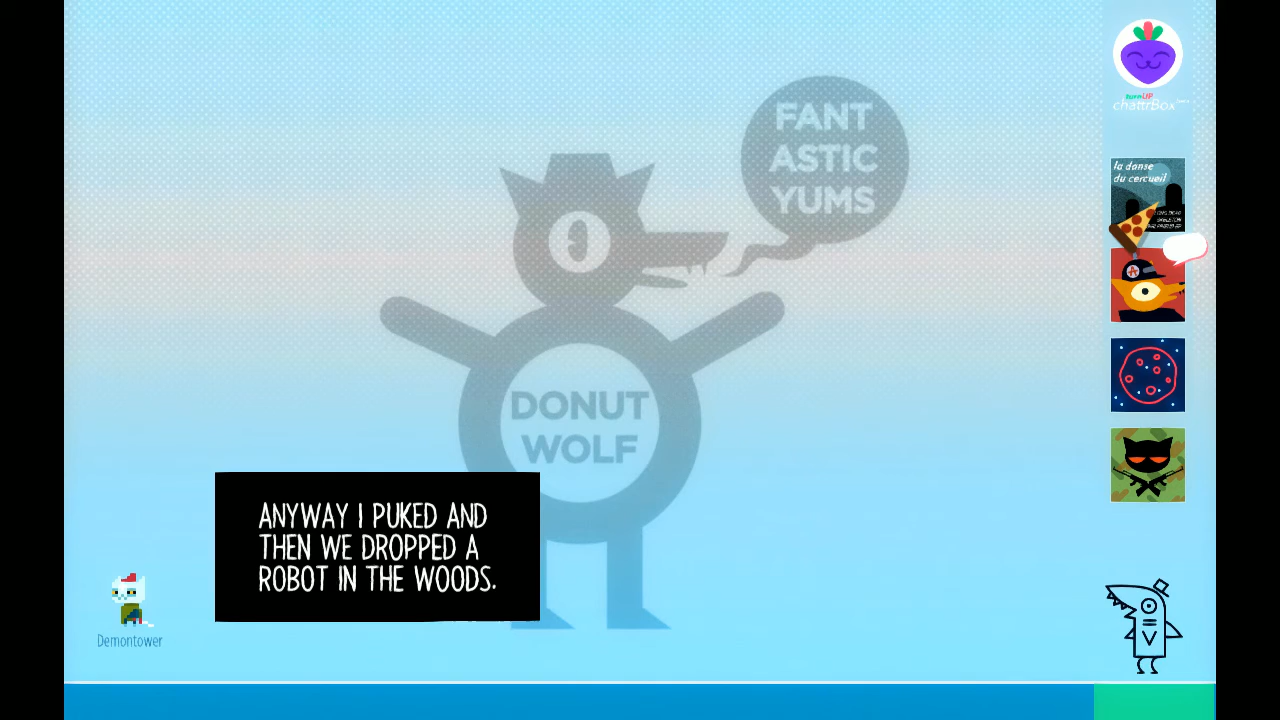 FANT
ASTIC
YUMS
turnUP
chattrBox
la danse
du cercueil
DONUT
WOLF
ANYWAY I PUKED AND
THEN WE DROPPED A
ROBOT IN THE WOODS.
Demontower